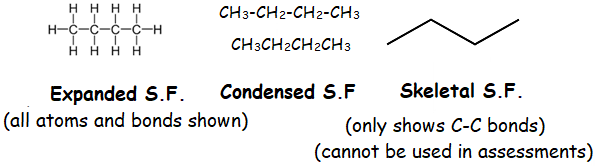 H H H H
H-C-C-C-C-H
H H H H
Expanded S.F.
(all atoms and bonds shown)
CH3-CH2-CH2-CH3
CH3CH2CH2CH3
Condensed S.F
Skeletal S.F.
(only shows C-C bonds)
(cannot be used in assessments)